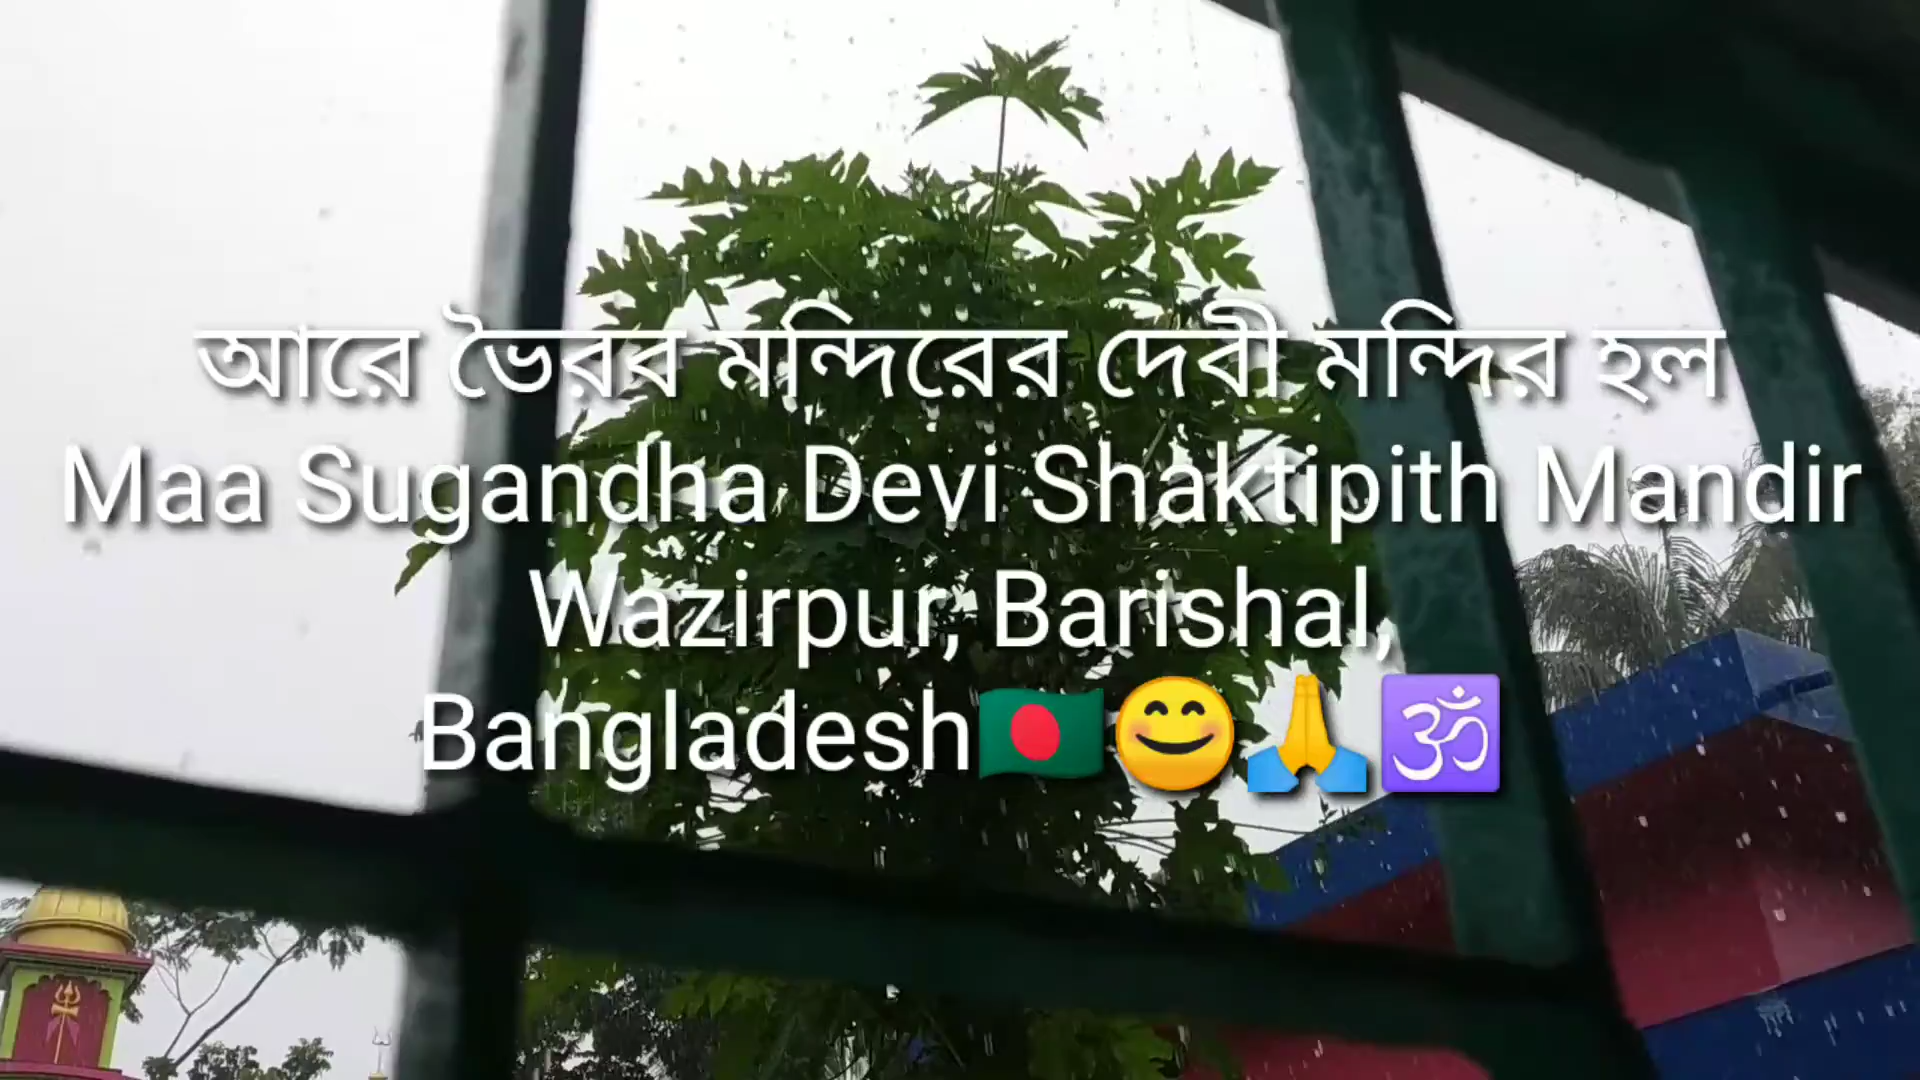 আরে ভৈরব মন্দিরের দেবী মন্দির হল
Maa Sugandha Devi Shaktipith Mandir
Wazirpur, Barishal,
Bangladesh🇧🇩😊🙏🕉️